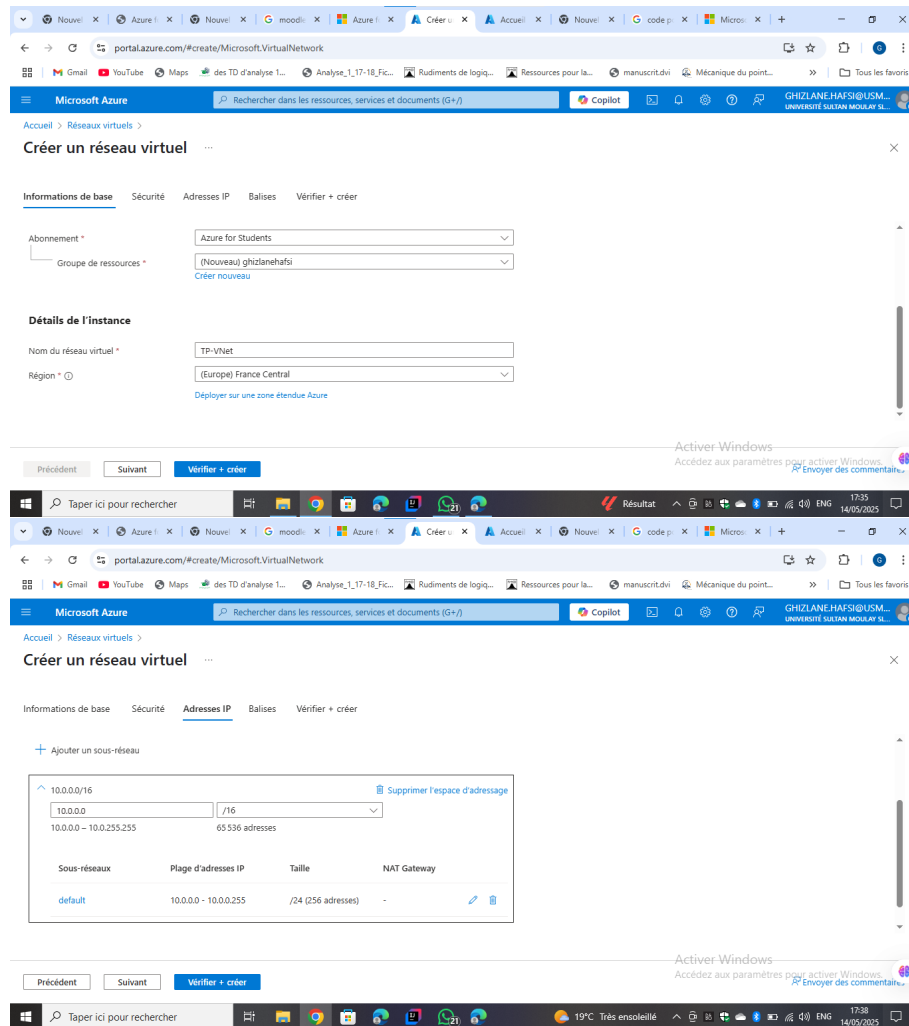 Nouvel Azure f Nouvel moodle Azure f Créer u Accueil Nouvel code p Micros
portal.azure.com/#create/Microsoft.VirtualNetwork
Gmail YouTube Maps des TD d'analyse 1... Analyse_1_17-18_Fic... Rudiments de logiq... Ressources pour la... manuscrit.dvi Mécanique du point... » Tous les favoris
Microsoft Azure Rechercher dans les ressources, services et documents (G+/) Copilot GHIZLANE.HAFSI@USM...
UNIVERSITÉ SULTAN MOULAY SL...
Accueil > Réseaux virtuels >
Créer un réseau virtuel ...
Informations de base Sécurité Adresses IP Balises Vérifier + créer
Abonnement * Azure for Students
Groupe de ressources * (Nouveau) ghizlanehafsi
Créer nouveau
Détails de l'instance
Nom du réseau virtuel * TP-VNet
Région * (Europe) France Central
Déployer sur une zone étendue Azure
Activer Windows
Accédez aux paramètres pour activer Windows.
Précédent Suivant Vérifier + créer Envoyer des commentaires
Taper ici pour rechercher 21 Résultat ENG 17:35
14/05/2025
Nouvel Azure f Nouvel moodle Azure f Créer u Accueil Nouvel code p Micros
portal.azure.com/#create/Microsoft.VirtualNetwork
Gmail YouTube Maps des TD d'analyse 1... Analyse_1_17-18_Fic... Rudiments de logiq... Ressources pour la... manuscrit.dvi Mécanique du point... » Tous les favoris
Microsoft Azure Rechercher dans les ressources, services et documents (G+/) Copilot GHIZLANE.HAFSI@USM...
UNIVERSITÉ SULTAN MOULAY SL...
Accueil > Réseaux virtuels >
Créer un réseau virtuel ...
Informations de base Sécurité Adresses IP Balises Vérifier + créer
Ajouter un sous-réseau
10.0.0.0/16 Supprimer l'espace d'adressage
10.0.0.0 /16
10.0.0.0 – 10.0.255.255 65 536 adresses
Sous-réseaux Plage d'adresses IP Taille NAT Gateway
default 10.0.0.0 - 10.0.0.255 /24 (256 adresses) -
Activer Windows
Accédez aux paramètres pour activer Windows.
Précédent Suivant Vérifier + créer Envoyer des commentaires
Taper ici pour rechercher 21 19°C Très ensoleillé ENG 17:38
14/05/2025